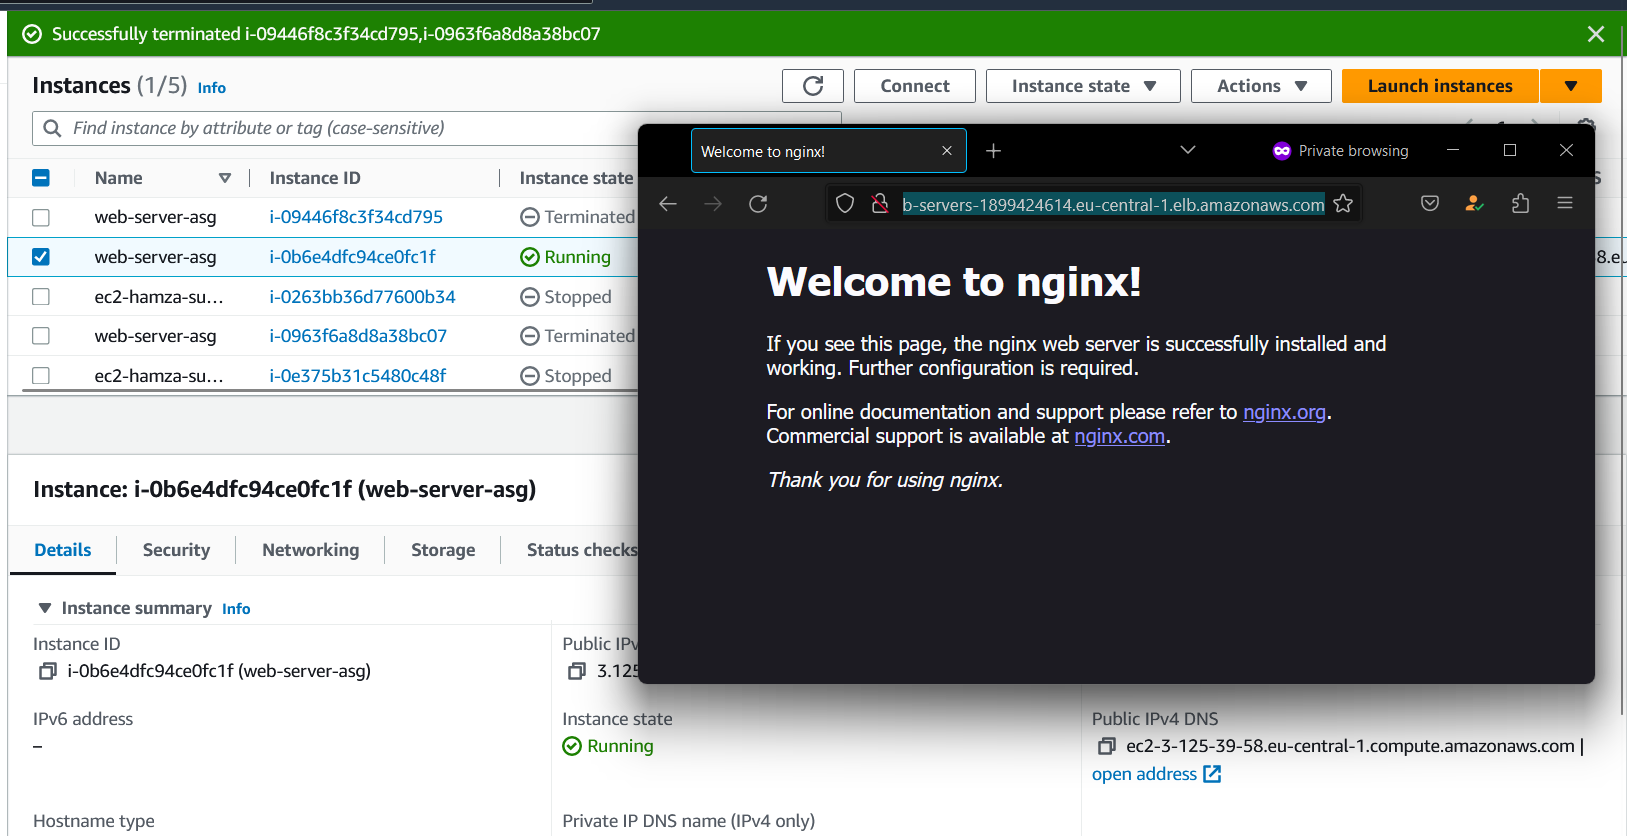 Successfully terminated i-09446f8c3f34cd795,i-0963f6a8d8a38bc07
Instances (1/5) Info
Connect
Instance state
Actions
Launch instances
Find instance by attribute or tag (case-sensitive)
Name
Instance ID
Instance state
web-server-asg i-09446f8c3f34cd795 Terminated
web-server-asg i-0b6e4dfc94ce0fc1f Running
8.eu
ec2-hamza-su... i-0263bb36d77600b34 Stopped
web-server-asg i-0963f6a8d8a38bc07 Terminated
ec2-hamza-su... i-0e375b31c5480c48f Stopped
Welcome to nginx!
Private browsing
b-servers-1899424614.eu-central-1.elb.amazonaws.com
Welcome to nginx!
If you see this page, the nginx web server is successfully installed and
working. Further configuration is required.
For online documentation and support please refer to nginx.org.
Commercial support is available at nginx.com.
Thank you for using nginx.
Instance: i-0b6e4dfc94ce0fc1f (web-server-asg)
Details Security Networking Storage Status checks
Instance summary Info
Instance ID
i-0b6e4dfc94ce0fc1f (web-server-asg)
Public IPv
3.125
IPv6 address
–
Instance state
Running
Public IPv4 DNS
ec2-3-125-39-58.eu-central-1.compute.amazonaws.com |
open address
Hostname type
Private IP DNS name (IPv4 only)